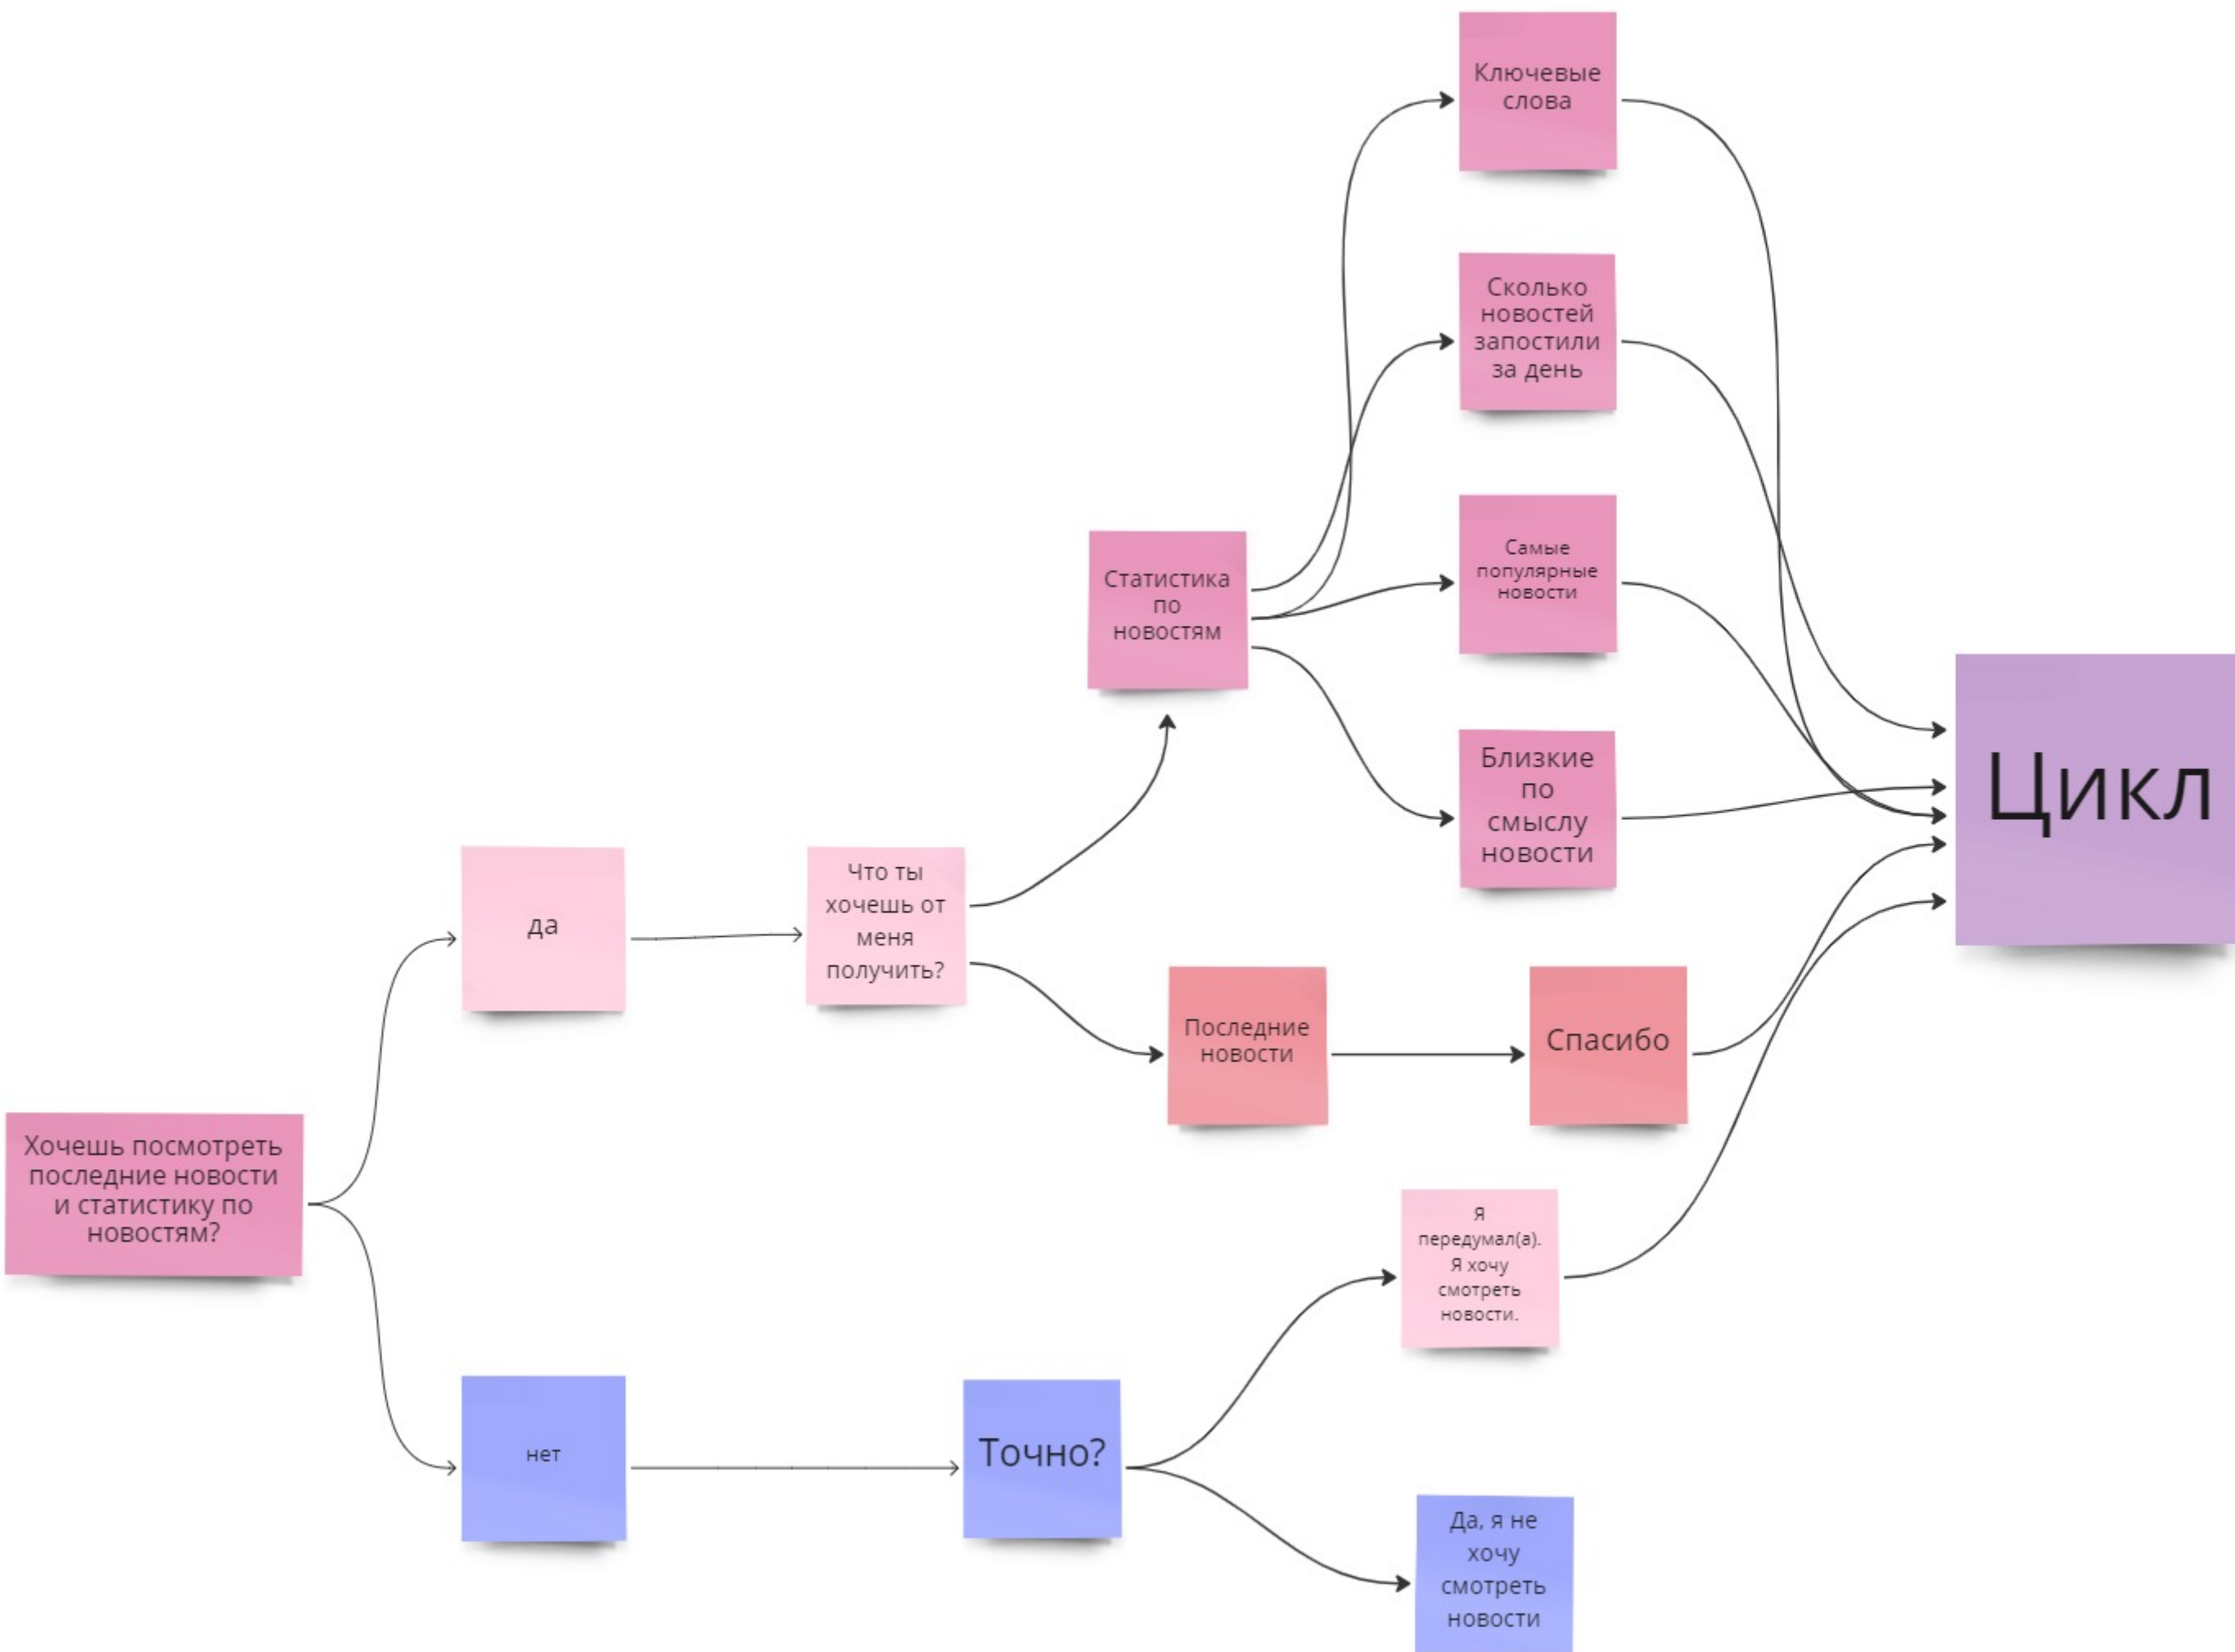 Ключевые
слова
Сколько
новостей
запостили
за день
Самые
популярные
новости
Статистика
по
новостям
Близкие
по
смыслу
новости
Цикл
да
Что ты
хочешь от
меня
получить?
Последние
новости
Спасибо
Хочешь посмотреть
последние новости
и статистику по
новостям?
Я
передумал(а).
Я хочу
смотреть
новости.
нет
Точно?
Да, я не
хочу
смотреть
новости